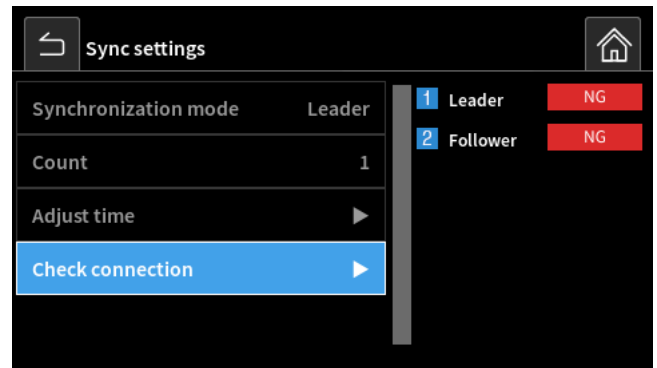 Sync settings
Synchronization mode Leader
Count 1
Adjust time
Check connection
1 Leader NG
2 Follower NG